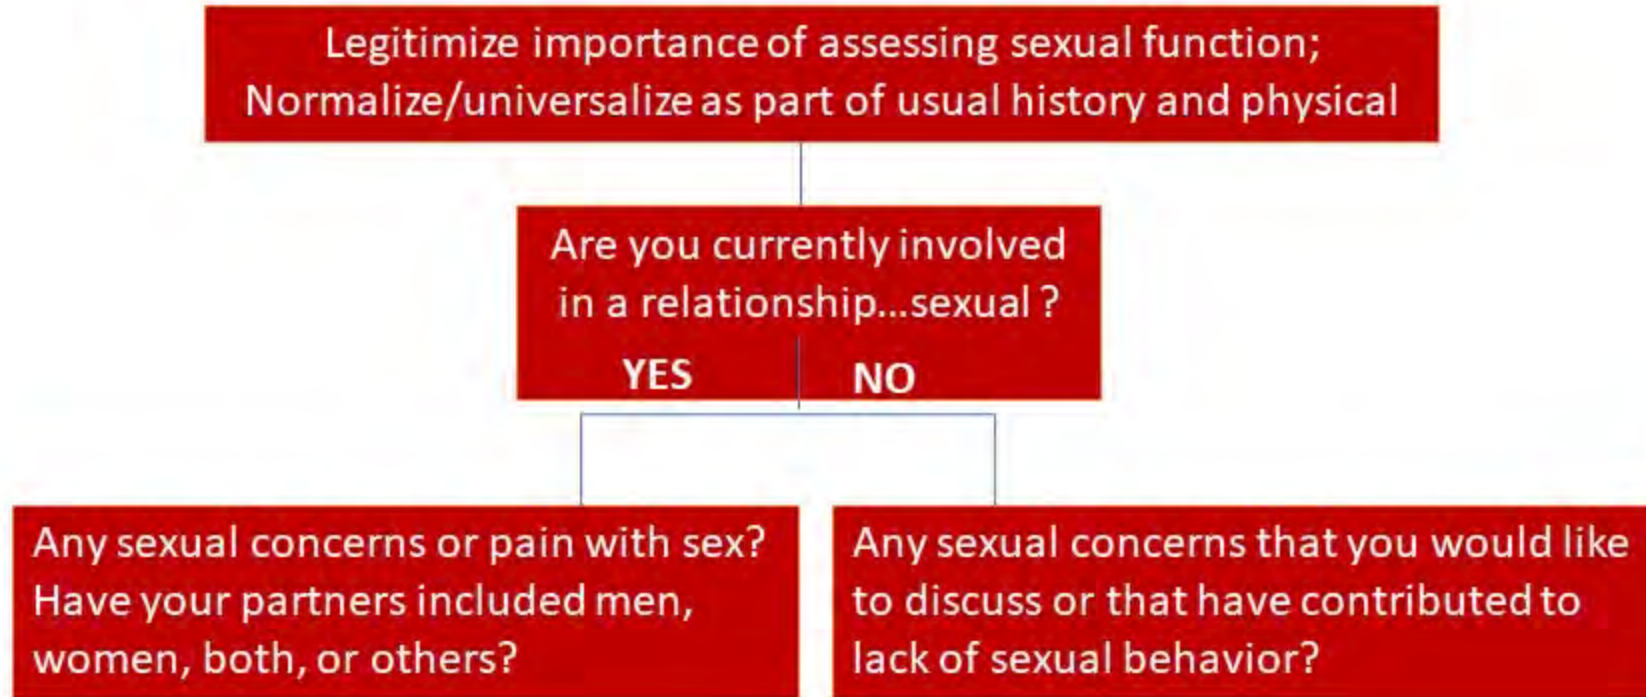 Legitimize importance of assessing sexual function;
Normalize/universalize as part of usual history and physical
Are you currently involved
in a relationship...sexual ?
YES NO
Any sexual concerns or pain with sex?
Have your partners included men,
women, both, or others?
Any sexual concerns that you would like
to discuss or that have contributed to
lack of sexual behavior?